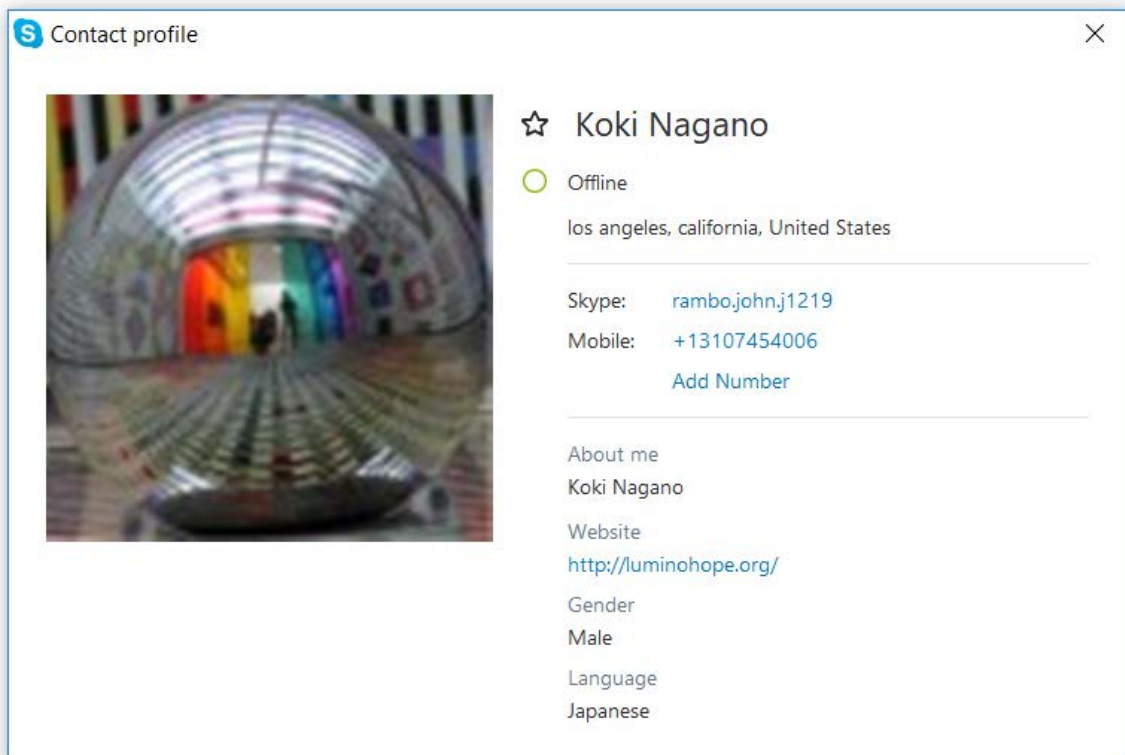 S Contact profile
Koki Nagano
Offline
los angeles, california, United States
Skype: rambo.john.j1219
Mobile: +13107454006
Add Number
About me
Koki Nagano
Website
http://luminohope.org/
Gender
Male
Language
Japanese